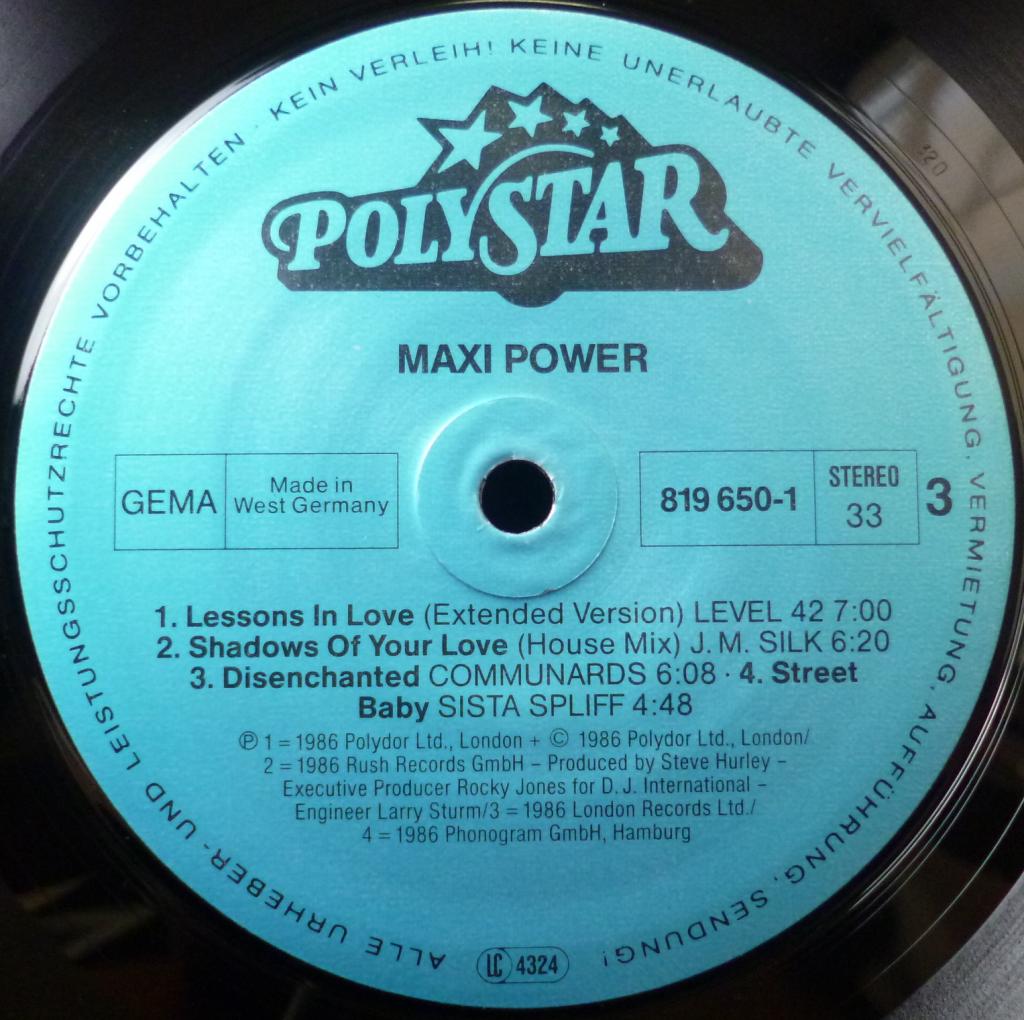 ALLE URHEBER- UND LEISTUNGSSCHUTZRECHTE VORBEHALTEN · KEIN VERLEIH! KEINE UNERLAUBTE VERVIELFÄLTIGUNG, VERMIETUNG, AUFFÜHRUNG, SENDUNG!
POLYSTAR
MAXI POWER
GEMA
Made in
West Germany
819 650-1
STEREO
33
3
1. Lessons In Love (Extended Version) LEVEL 42 7:00
2. Shadows Of Your Love (House Mix) J. M. SILK 6:20
3. Disenchanted COMMUNARDS 6:08 · 4. Street
Baby SISTA SPLIFF 4:48
℗ 1 = 1986 Polydor Ltd., London + © 1986 Polydor Ltd., London/
2 = 1986 Rush Records GmbH – Produced by Steve Hurley –
Executive Producer Rocky Jones for D. J. International –
Engineer Larry Sturm/3 = 1986 London Records Ltd./
4 = 1986 Phonogram GmbH, Hamburg
LC 4324